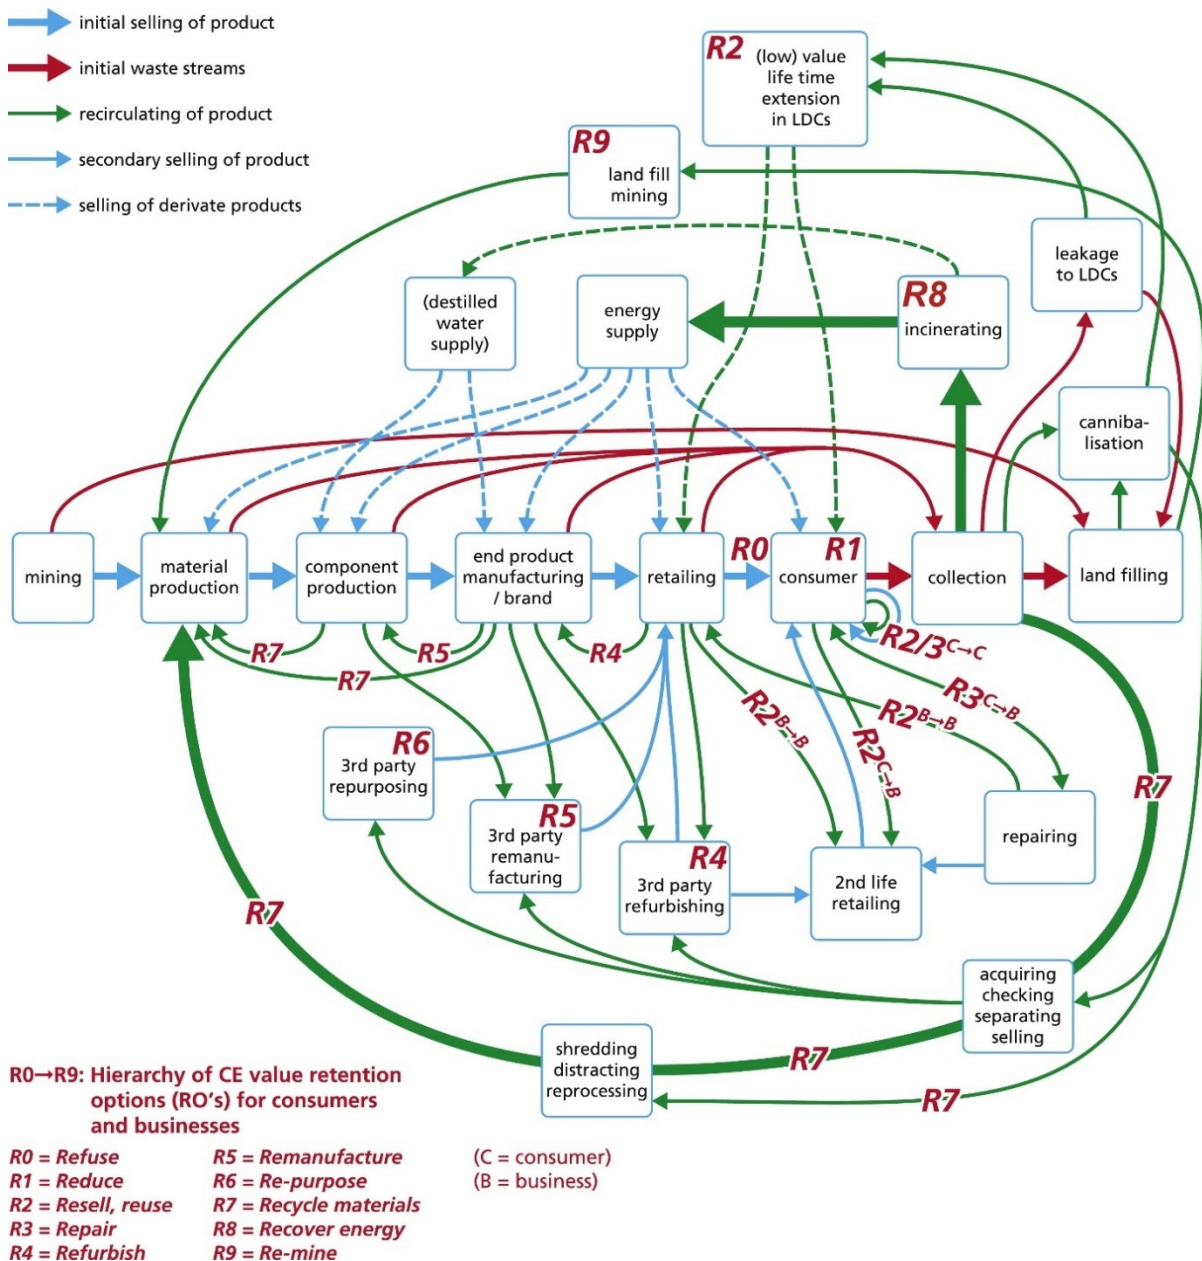 initial selling of product
initial waste streams
recirculating of product
secondary selling of product
selling of derivate products
R2
(low) value
life time
extension
in LDCs
R9
land fill
mining
leakage
to LDCs
(destilled
water
supply)
energy
supply
R8
incinerating
canniba-
lisation
mining
material
production
component
production
end product
manufacturing
/ brand
retailing
R0
R1
consumer
collection
land filling
R7
R5
R7
R4
R2/3 C→C
R3 C→B
R2 B→B
R2 B→B
R2 C→B
R6
3rd party
repurposing
R5
3rd party
remanu-
facturing
R4
3rd party
refurbishing
2nd life
retailing
repairing
R7
R7
acquiring
checking
separating
selling
shredding
distracting
reprocessing
R7
R7
R0→R9: Hierarchy of CE value retention
options (RO's) for consumers
and businesses
R0 = Refuse
R1 = Reduce
R2 = Resell, reuse
R3 = Repair
R4 = Refurbish
R5 = Remanufacture
R6 = Re-purpose
R7 = Recycle materials
R8 = Recover energy
R9 = Re-mine
(C = consumer)
(B = business)